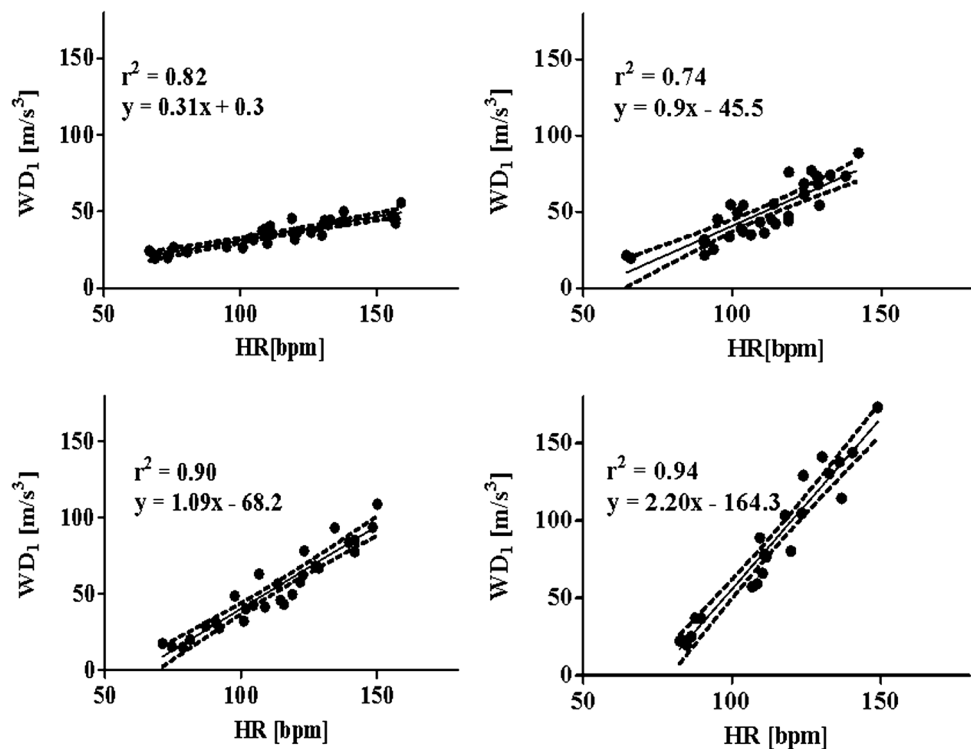 150
r² = 0.82
y = 0.31x + 0.3
100
WD₁ [m/s³]
50
0
50 100 150
HR[bpm]
150
r² = 0.74
y = 0.9x - 45.5
100
WD₁ [m/s³]
50
0
50 100 150
HR[bpm]
150
r² = 0.90
y = 1.09x - 68.2
100
WD₁ [m/s³]
50
0
50 100 150
HR [bpm]
150
r² = 0.94
y = 2.20x - 164.3
100
WD₁ [m/s³]
50
0
50 100 150
HR [bpm]